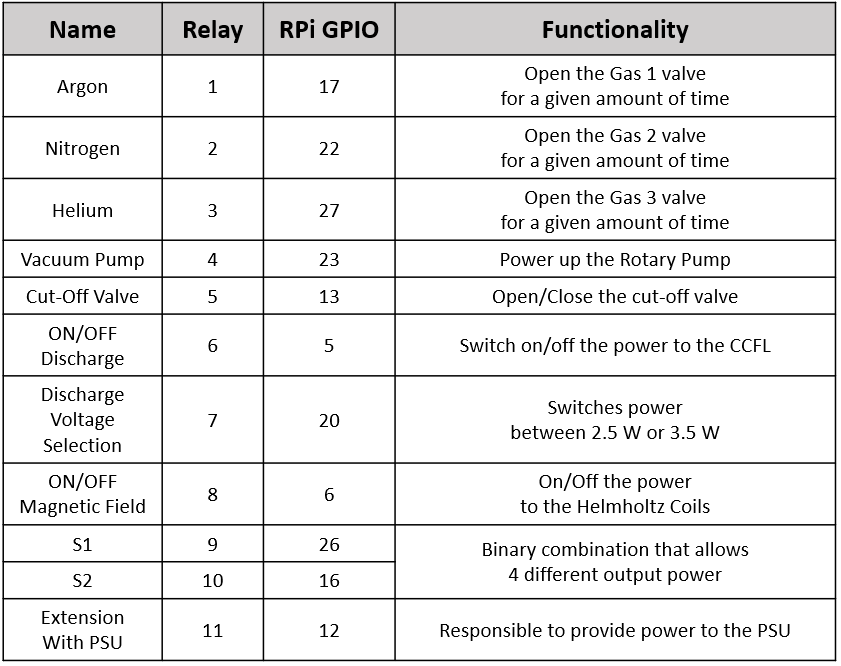 Name Relay RPi GPIO Functionality
Argon 1 17 Open the Gas 1 valve
for a given amount of time
Nitrogen 2 22 Open the Gas 2 valve
for a given amount of time
Helium 3 27 Open the Gas 3 valve
for a given amount of time
Vacuum Pump 4 23 Power up the Rotary Pump
Cut-Off Valve 5 13 Open/Close the cut-off valve
ON/OFF
Discharge 6 5 Switch on/off the power to the CCFL
Discharge
Voltage
Selection 7 20 Switches power
between 2.5 W or 3.5 W
ON/OFF
Magnetic Field 8 6 On/Off the power
to the Helmholtz Coils
S1 9 26 Binary combination that allows
4 different output power
S2 10 16
Extension
With PSU 11 12 Responsible to provide power to the PSU